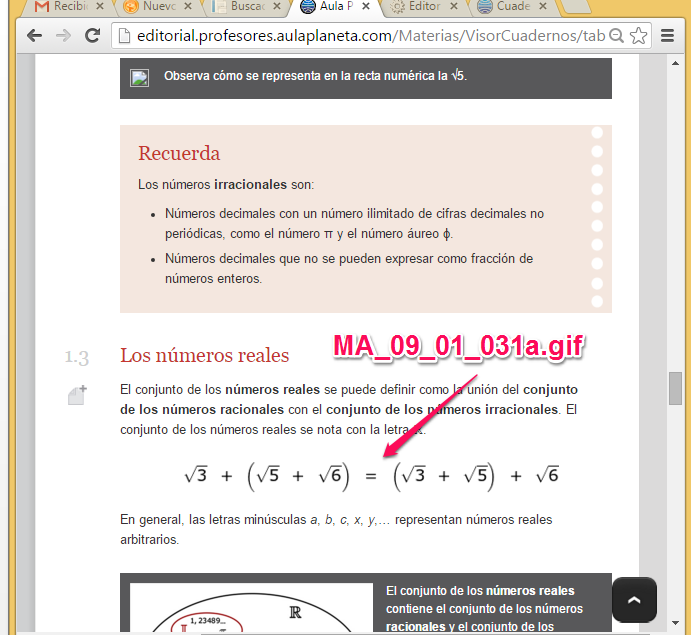 Recibi
Nuevo
Busca
Aula P
Editor
Cuade
editorial.profesores.aulaplaneta.com/Materias/VisorCuadernos/tab
Observa cómo se representa en la recta numérica la √5.
Recuerda
Los números irracionales son:
• Números decimales con un número ilimitado de cifras decimales no
periódicas, como el número π y el número áureo ϕ.
• Números decimales que no se pueden expresar como fracción de
números enteros.
1.3 Los números reales
MA_09_01_031a.gif
El conjunto de los números reales se puede definir como la unión del conjunto
de los números racionales con el conjunto de los números irracionales. El
conjunto de los números reales se nota con la letra ℝ.
√3 + (√5 + √6) = (√3 + √5) + √6
En general, las letras minúsculas a, b, c, x, y,… representan números reales
arbitrarios.
ℝ
1, 23489...
El conjunto de los números reales
contiene el conjunto de los números
racionales y el conjunto de los